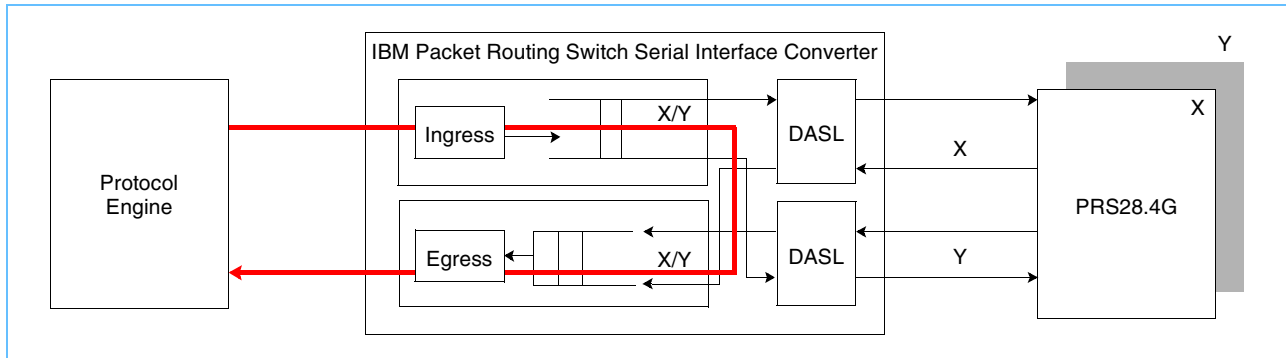 IBM Packet Routing Switch Serial Interface Converter
Y
X
Protocol
Engine
Ingress
X/Y
DASL
X
PRS28.4G
Egress
X/Y
DASL
Y